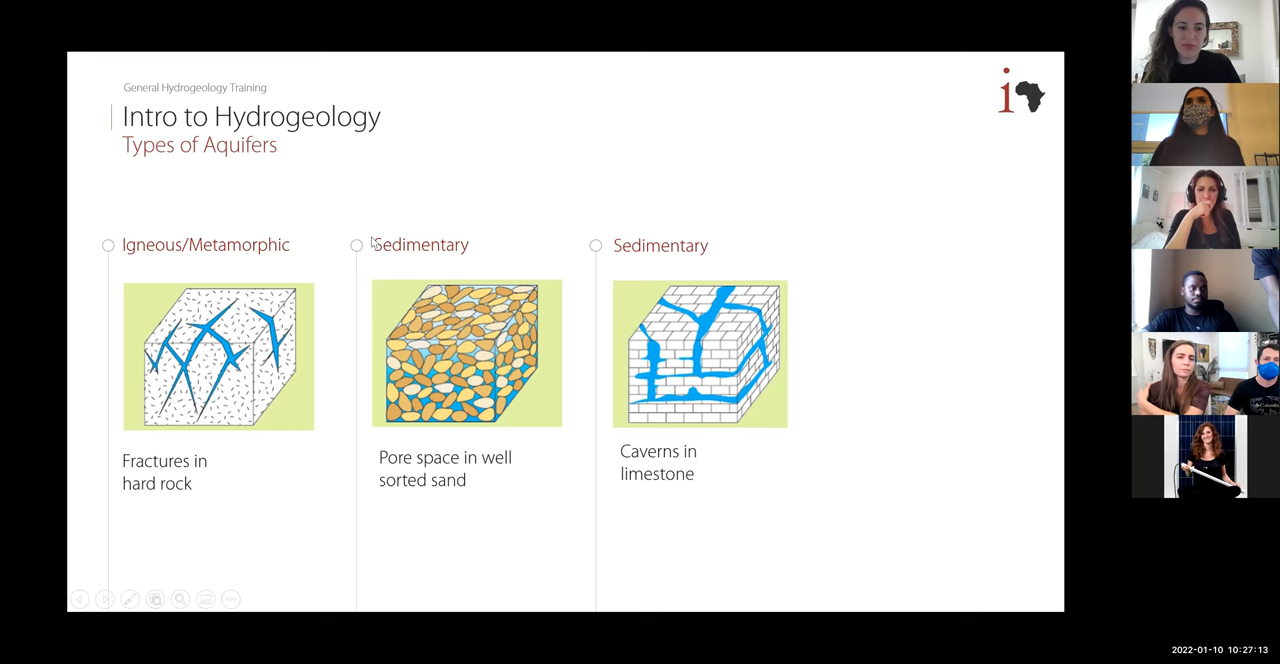 General Hydrogeology Training
Intro to Hydrogeology
Types of Aquifers
i
Igneous/Metamorphic
Sedimentary
Sedimentary
Fractures in
hard rock
Pore space in well
sorted sand
Caverns in
limestone
Columbia
2022-01-10 10:27:13